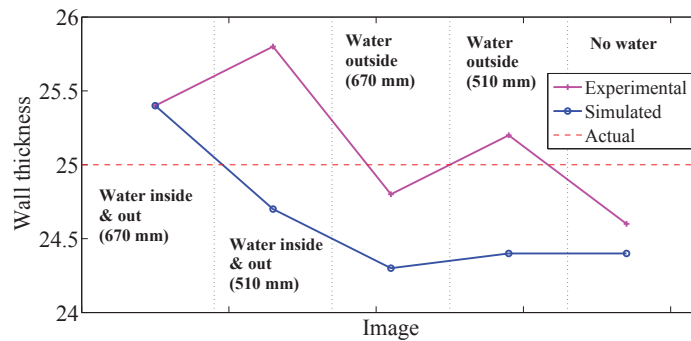 26
25.5
25
24.5
24
Wall thickness
Image
Water inside
& out
(670 mm)
Water inside
& out
(510 mm)
Water
outside
(670 mm)
Water
outside
(510 mm)
No water
Experimental
Simulated
Actual